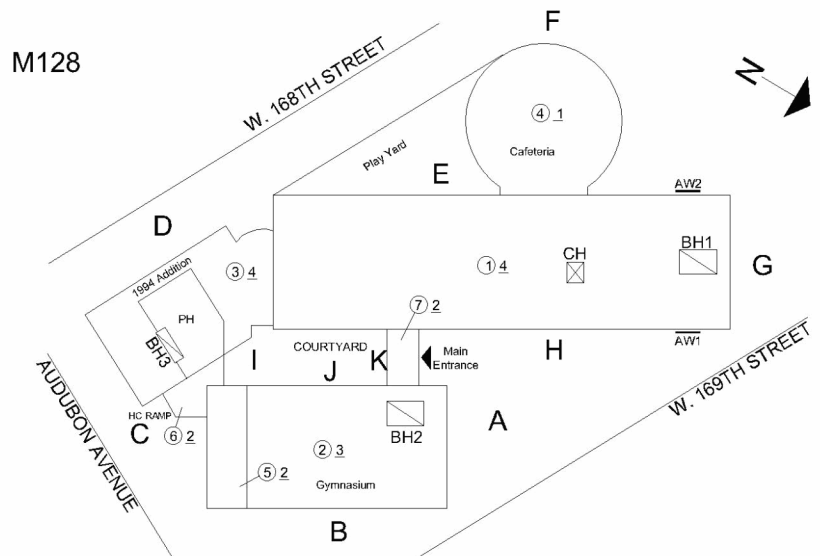 F
M128
W. 168TH STREET
N
④ 1
Cafeteria
Play Yard
E
AW2
D
BH1
③ 4
① 4
CH
G
1994 Addition
⑦ 2
PH
BH3
COURTYARD
K
Main
Entrance
H
AW1
I
J
W. 169TH STREET
AUDUBON AVENUE
HC RAMP
C
⑥ 2
BH2
A
② 3
⑤ 2
Gymnasium
B